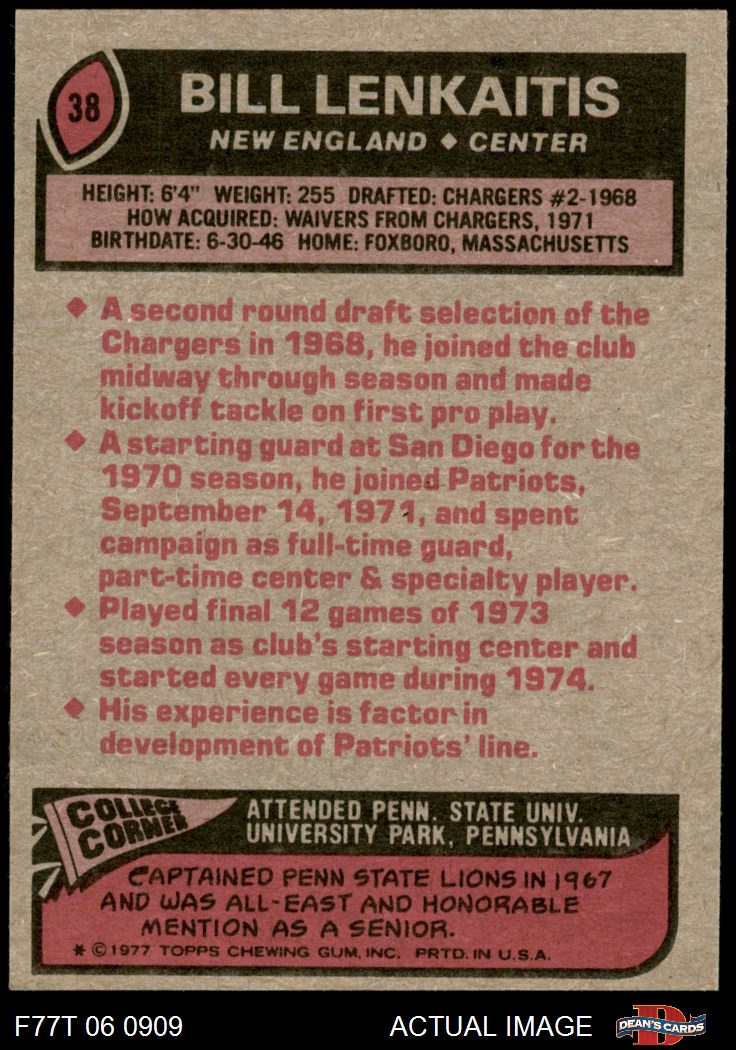 38
BILL LENKAITIS
NEW ENGLAND ◆ CENTER
HEIGHT: 6'4" WEIGHT: 255 DRAFTED: CHARGERS #2-1968
HOW ACQUIRED: WAIVERS FROM CHARGERS, 1971
BIRTHDATE: 6-30-46 HOME: FOXBORO, MASSACHUSETTS
◆ A second round draft selection of the
Chargers in 1968, he joined the club
midway through season and made
kickoff tackle on first pro play.
◆ A starting guard at San Diego for the
1970 season, he joined Patriots,
September 14, 1971, and spent
campaign as full-time guard,
part-time center & specialty player.
◆ Played final 12 games of 1973
season as club's starting center and
started every game during 1974.
◆ His experience is factor in
development of Patriots' line.
COLLEGE
CORNER
ATTENDED PENN. STATE UNIV.
UNIVERSITY PARK, PENNSYLVANIA
CAPTAINED PENN STATE LIONS IN 1967
AND WAS ALL-EAST AND HONORABLE
MENTION AS A SENIOR.
* © 1977 TOPPS CHEWING GUM, INC. PRTD. IN U.S.A.
F77T 06 0909
ACTUAL IMAGE
D
DEAN'S CARDS